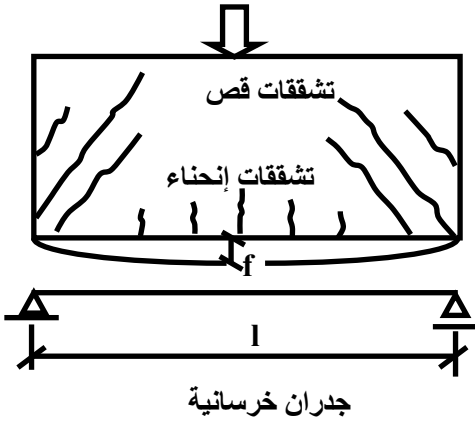 تشققات قص
تشققات إنحناء
f
l
جدران خرسانية